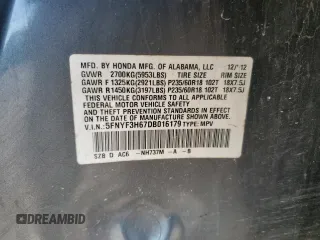 MFD. BY HONDA MFG. OF ALABAMA, LLC 12/12
GVWR 2700KG(5953LBS) TIRE SIZE RIM SIZE
GAWR F 1325KG(2921LBS) P235/60R18 102T 18X7.5J
GAWR R 1450KG(3197LBS) P235/60R18 102T 18X7.5J
THIS VEHICLE CONFORMS TO ALL APPLICABLE
FEDERAL MOTOR VEHICLE SAFETY AND THEFT
PREVENTION STANDARDS IN EFFECT ON THE DATE
OF MANUFACTURE SHOWN ABOVE.
V.I.N.: 5FNYF3H67DB016179 TYPE: MPV
SZB D AC6 -NH737M -A -B
DREAMBID